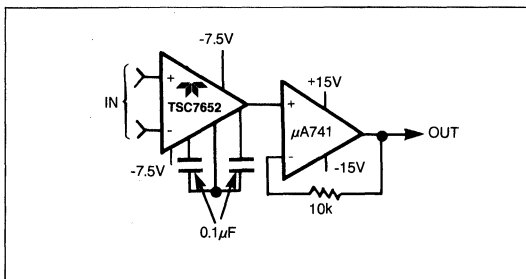 -7.5V
+
TSC7652
IN
-
-7.5V
0.1µF
+15V
+
µA741
-
-15V
OUT
10k